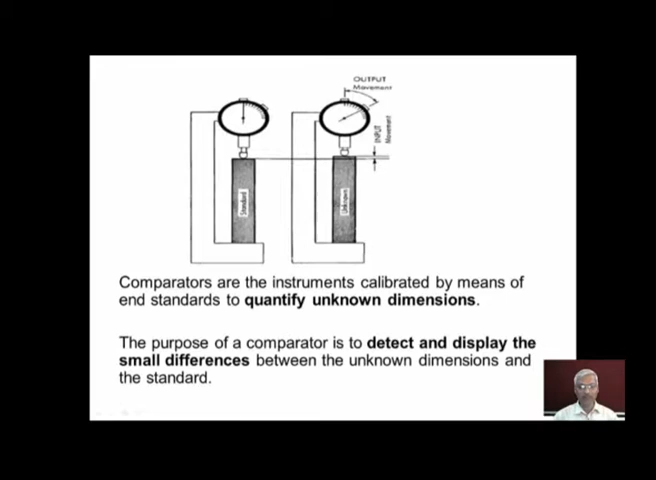 OUTPUT
Movement
INPUT
Movement
Standard
Unknown
Comparators are the instruments calibrated by means of
end standards to quantify unknown dimensions.
The purpose of a comparator is to detect and display the
small differences between the unknown dimensions and
the standard.